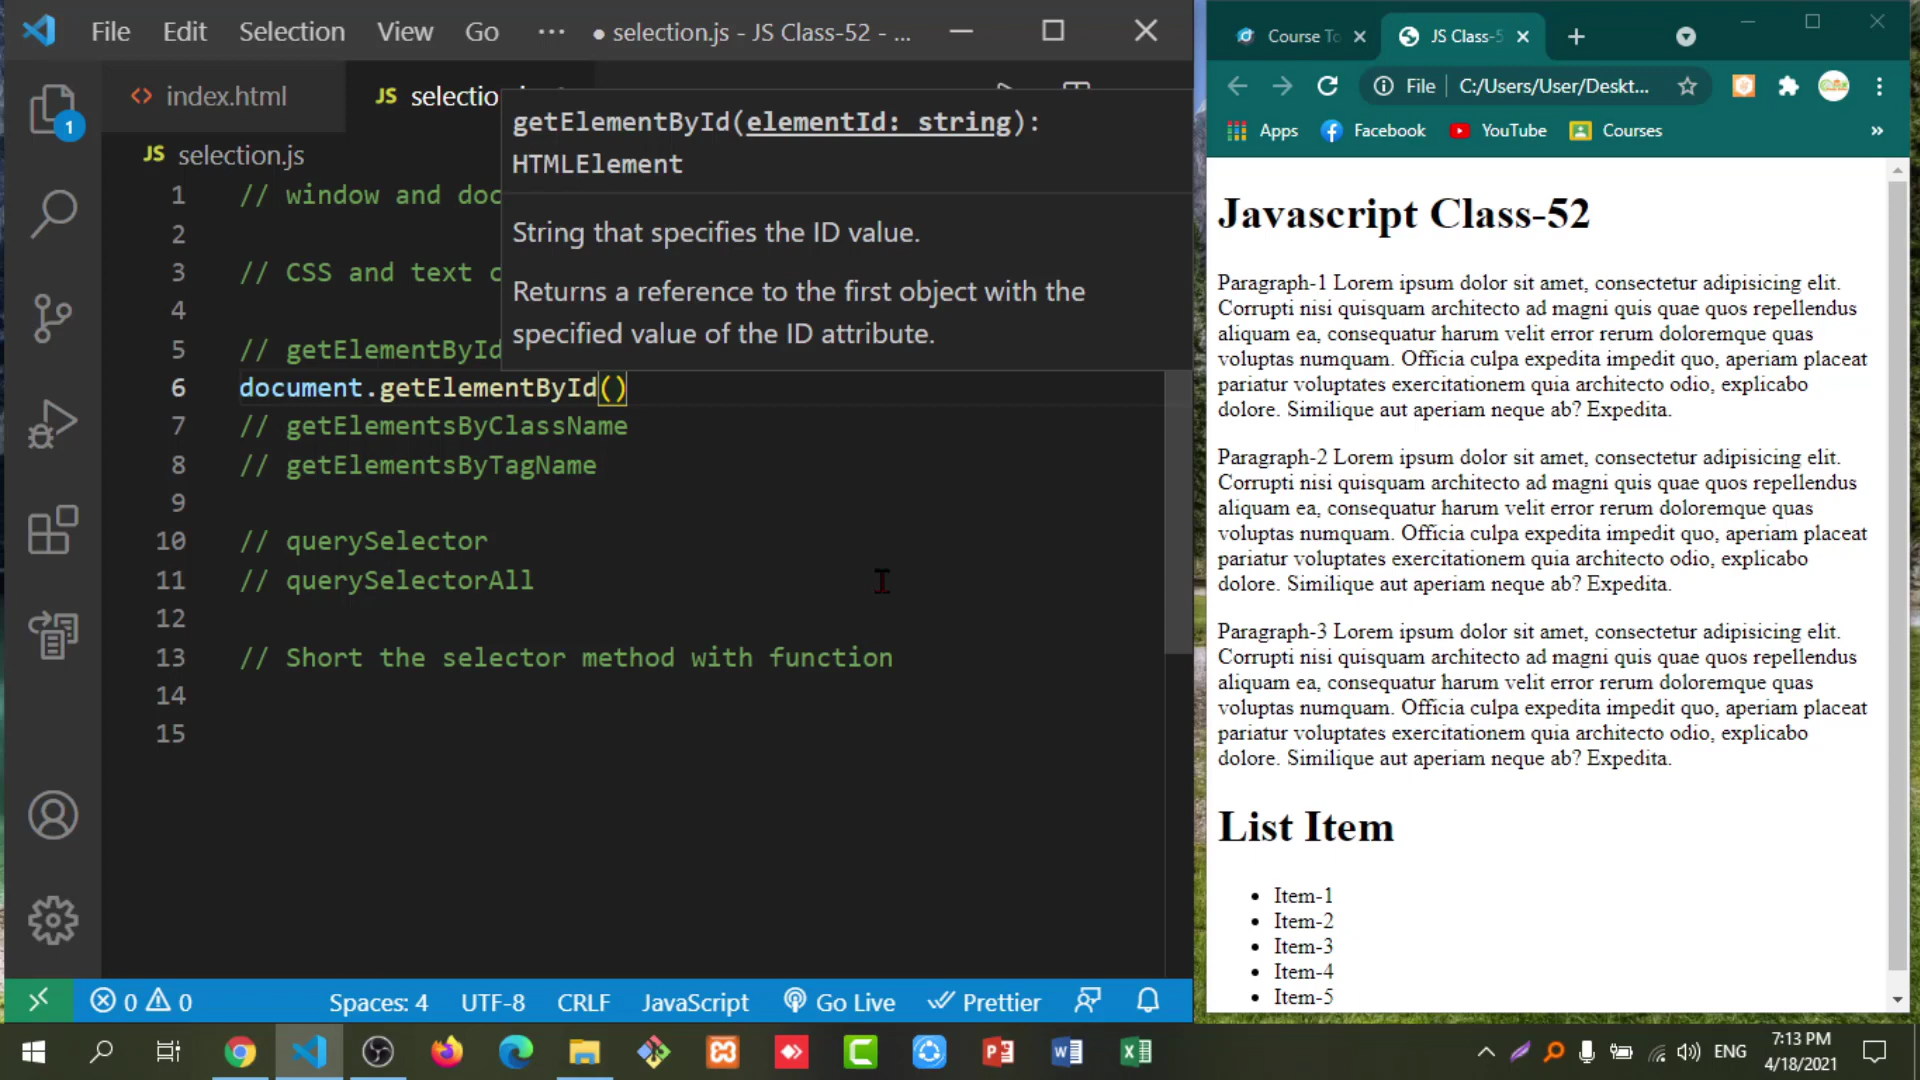 File Edit Selection View Go ··· ● selection.js - JS Class-52 - ...
<> index.html
JS selectio
JS selection.js
getElementById(elementId: string):
HTMLElement
String that specifies the ID value.
Returns a reference to the first object with the
specified value of the ID attribute.
1 // window and doc
2
3 // CSS and text c
4
5 // getElementById
6 document.getElementById()
7 // getElementsByClassName
8 // getElementsByTagName
9
10 // querySelector
11 // querySelectorAll
12
13 // Short the selector method with function
14
15
1
0 0 Spaces: 4 UTF-8 CRLF JavaScript Go Live Prettier
Course To
JS Class-5
File C:/Users/User/Deskt...
Apps Facebook YouTube Courses »
Javascript Class-52
Paragraph-1 Lorem ipsum dolor sit amet, consectetur adipisicing elit.
Corrupti nisi quisquam architecto ad magni quis quae quos repellendus
aliquam ea, consequatur harum velit error rerum doloremque quas
voluptas numquam. Officia culpa expedita impedit quo, aperiam placeat
pariatur voluptates exercitationem quia architecto odio, explicabo
dolore. Similique aut aperiam neque ab? Expedita.
Paragraph-2 Lorem ipsum dolor sit amet, consectetur adipisicing elit.
Corrupti nisi quisquam architecto ad magni quis quae quos repellendus
aliquam ea, consequatur harum velit error rerum doloremque quas
voluptas numquam. Officia culpa expedita impedit quo, aperiam placeat
pariatur voluptates exercitationem quia architecto odio, explicabo
dolore. Similique aut aperiam neque ab? Expedita.
Paragraph-3 Lorem ipsum dolor sit amet, consectetur adipisicing elit.
Corrupti nisi quisquam architecto ad magni quis quae quos repellendus
aliquam ea, consequatur harum velit error rerum doloremque quas
voluptas numquam. Officia culpa expedita impedit quo, aperiam placeat
pariatur voluptates exercitationem quia architecto odio, explicabo
dolore. Similique aut aperiam neque ab? Expedita.
List Item
• Item-1
• Item-2
• Item-3
• Item-4
• Item-5
ENG
7:13 PM
4/18/2021